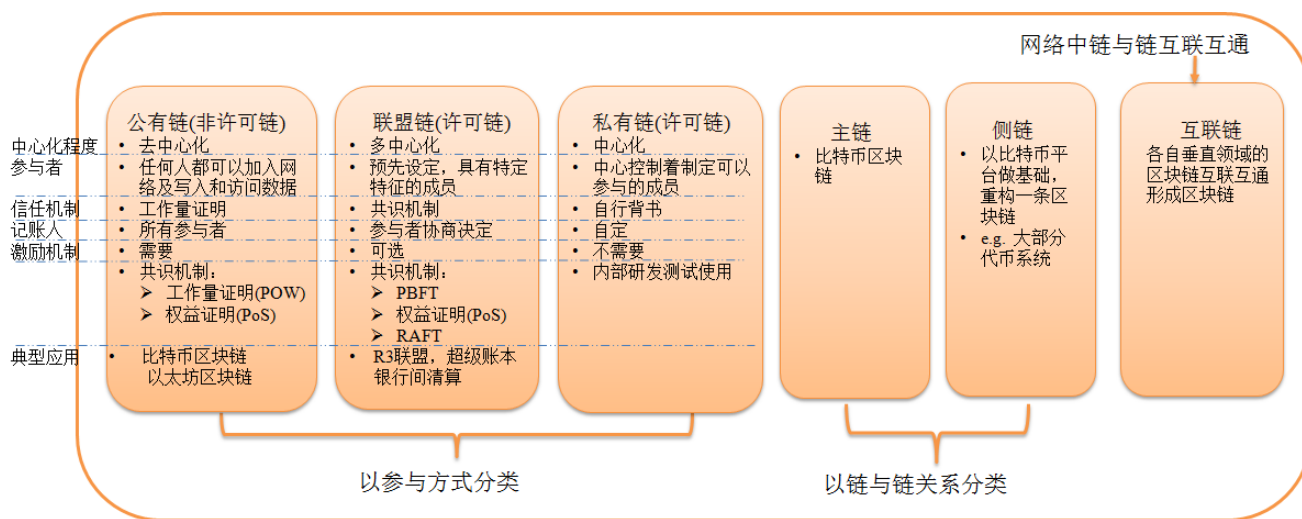 网络中链与链互联互通
中心化程度
参与者
信任机制
记账人
激励机制
典型应用
公有链(非许可链)
• 去中心化
• 任何人都可以加入网
络及写入和访问数据
• 工作量证明
• 所有参与者
• 需要
• 共识机制：
➢ 工作量证明(POW)
➢ 权益证明(PoS)
• 比特币区块链
以太坊区块链
联盟链(许可链)
• 多中心化
• 预先设定，具有特定
特征的成员
• 共识机制
• 参与者协商决定
• 可选
• 共识机制：
➢ PBFT
➢ 权益证明(PoS)
➢ RAFT
• R3联盟，超级账本
银行间清算
私有链(许可链)
• 中心化
• 中心控制着制定可以
参与的成员
• 自行背书
• 自定
• 不需要
• 内部研发测试使用
主链
• 比特币区块
链
侧链
• 以比特币平
台做基础，
重构一条区
块链
• e.g. 大部分
代币系统
互联链
各自垂直领域的
区块链互联互通
形成区块链
以参与方式分类
以链与链关系分类